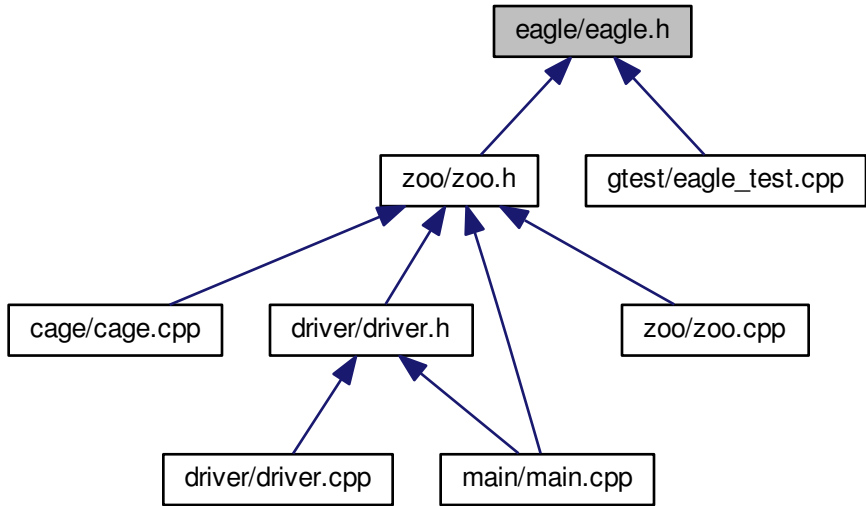 eagle/eagle.h
zoo/zoo.h
gtest/eagle_test.cpp
cage/cage.cpp
driver/driver.h
zoo/zoo.cpp
driver/driver.cpp
main/main.cpp